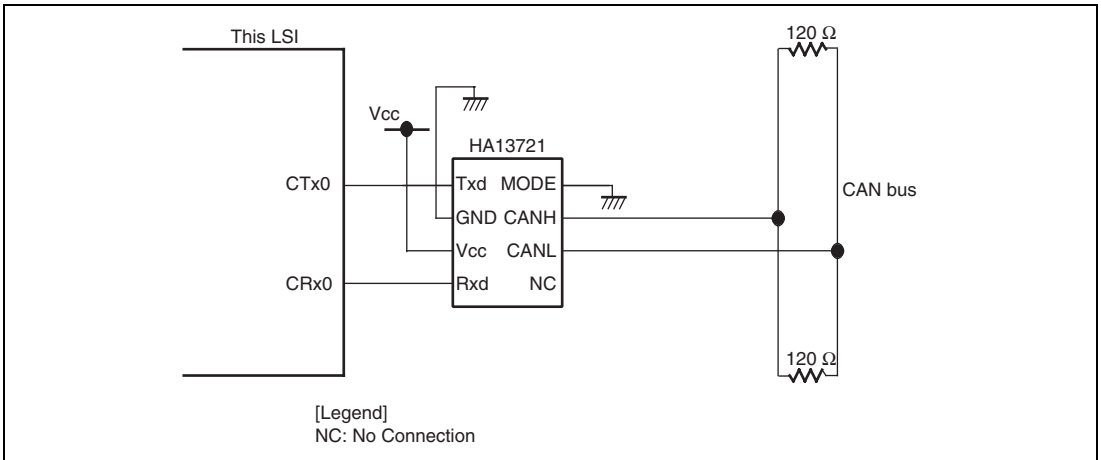 This LSI
120 Ω
Vcc
HA13721
CTx0
Txd MODE
CAN bus
GND CANH
Vcc CANL
CRx0
Rxd NC
120 Ω
[Legend]
NC: No Connection